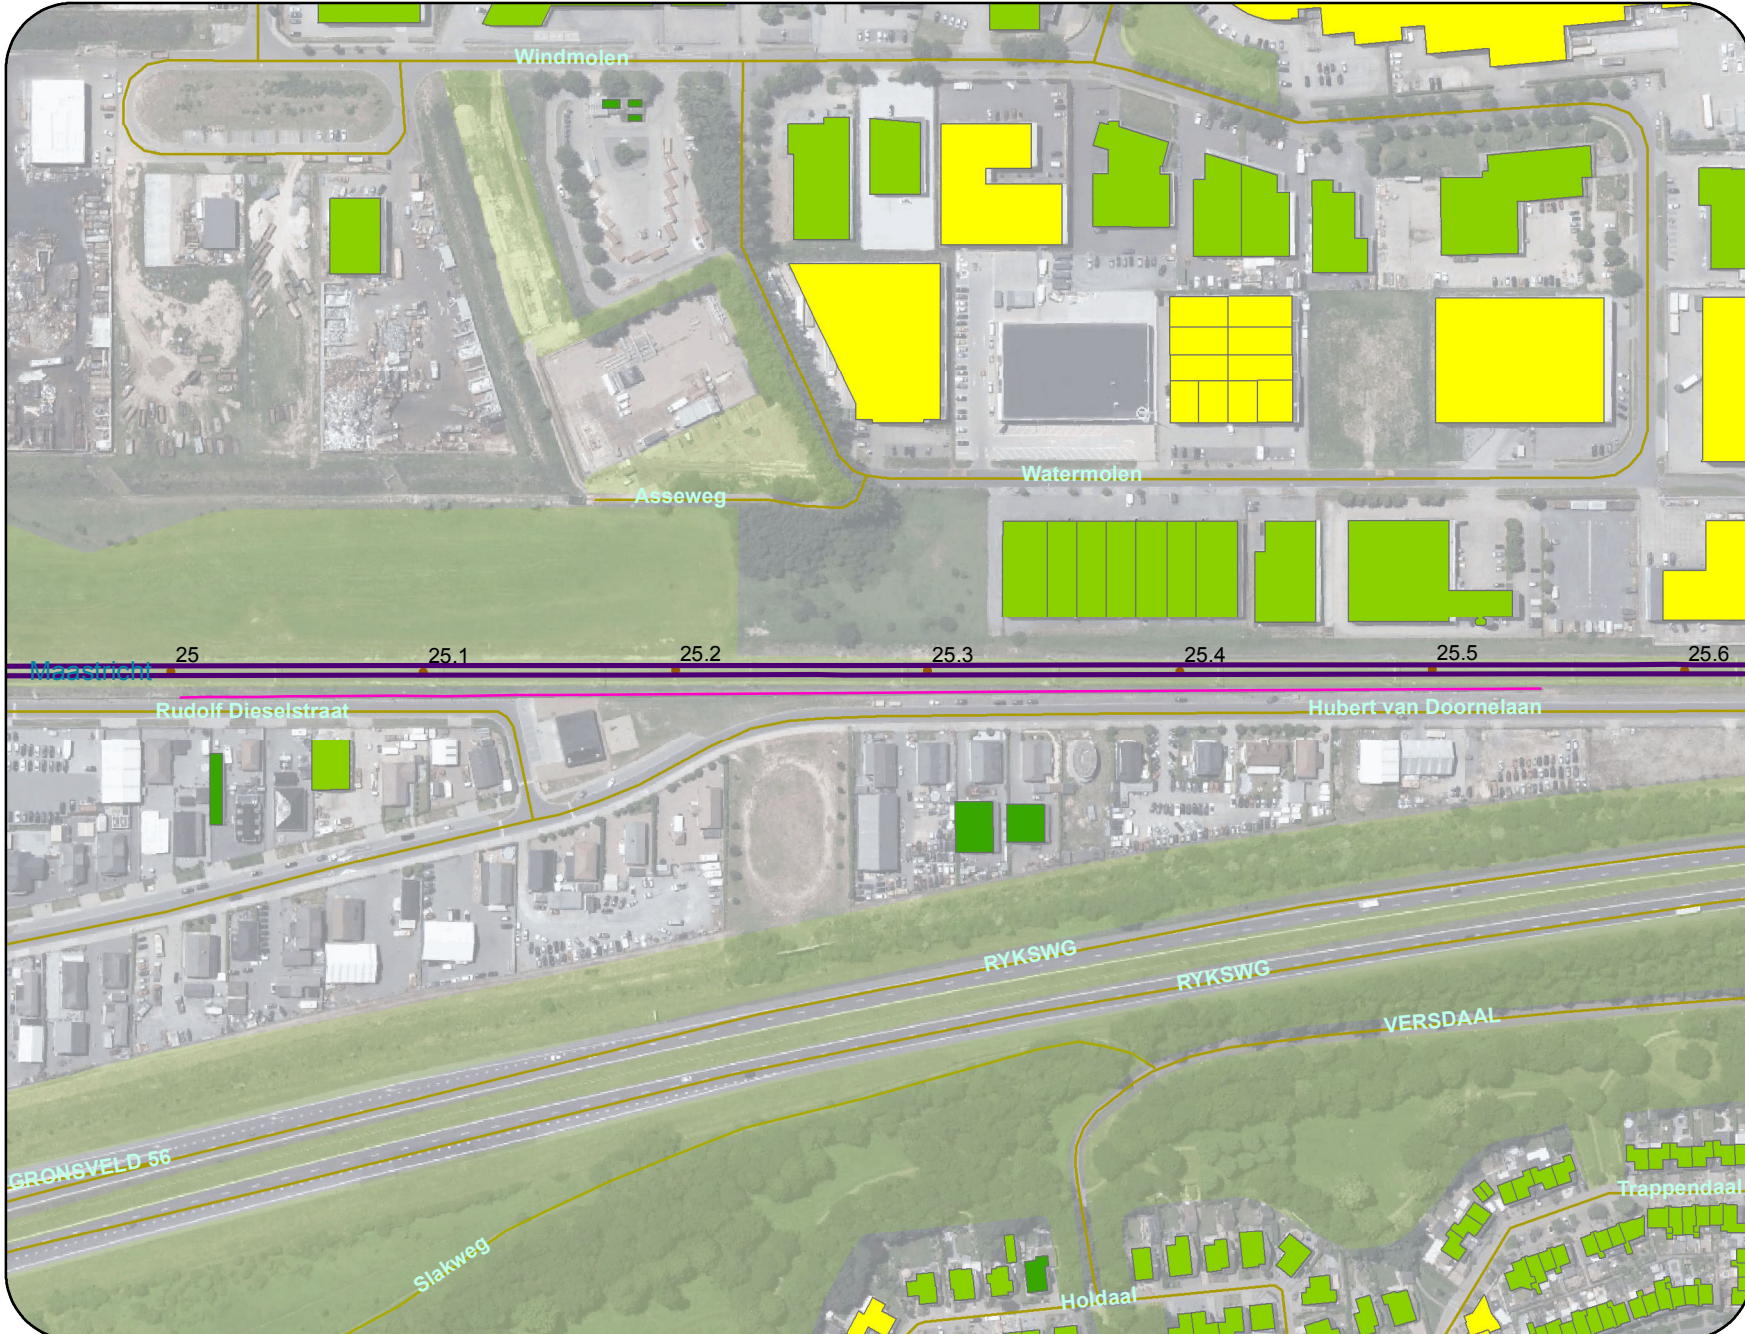 Windmolen
Watermolen
Asseweg
25
25.1
25.2
25.3
25.4
25.5
25.6
Maastricht
Rudolf Dieselstraat
Hubert van Doornelaan
RYKSWG
RYKSWG
VERSDAAL
GRONSVELD 56
Trappendaal
Slakweg
Holdaal